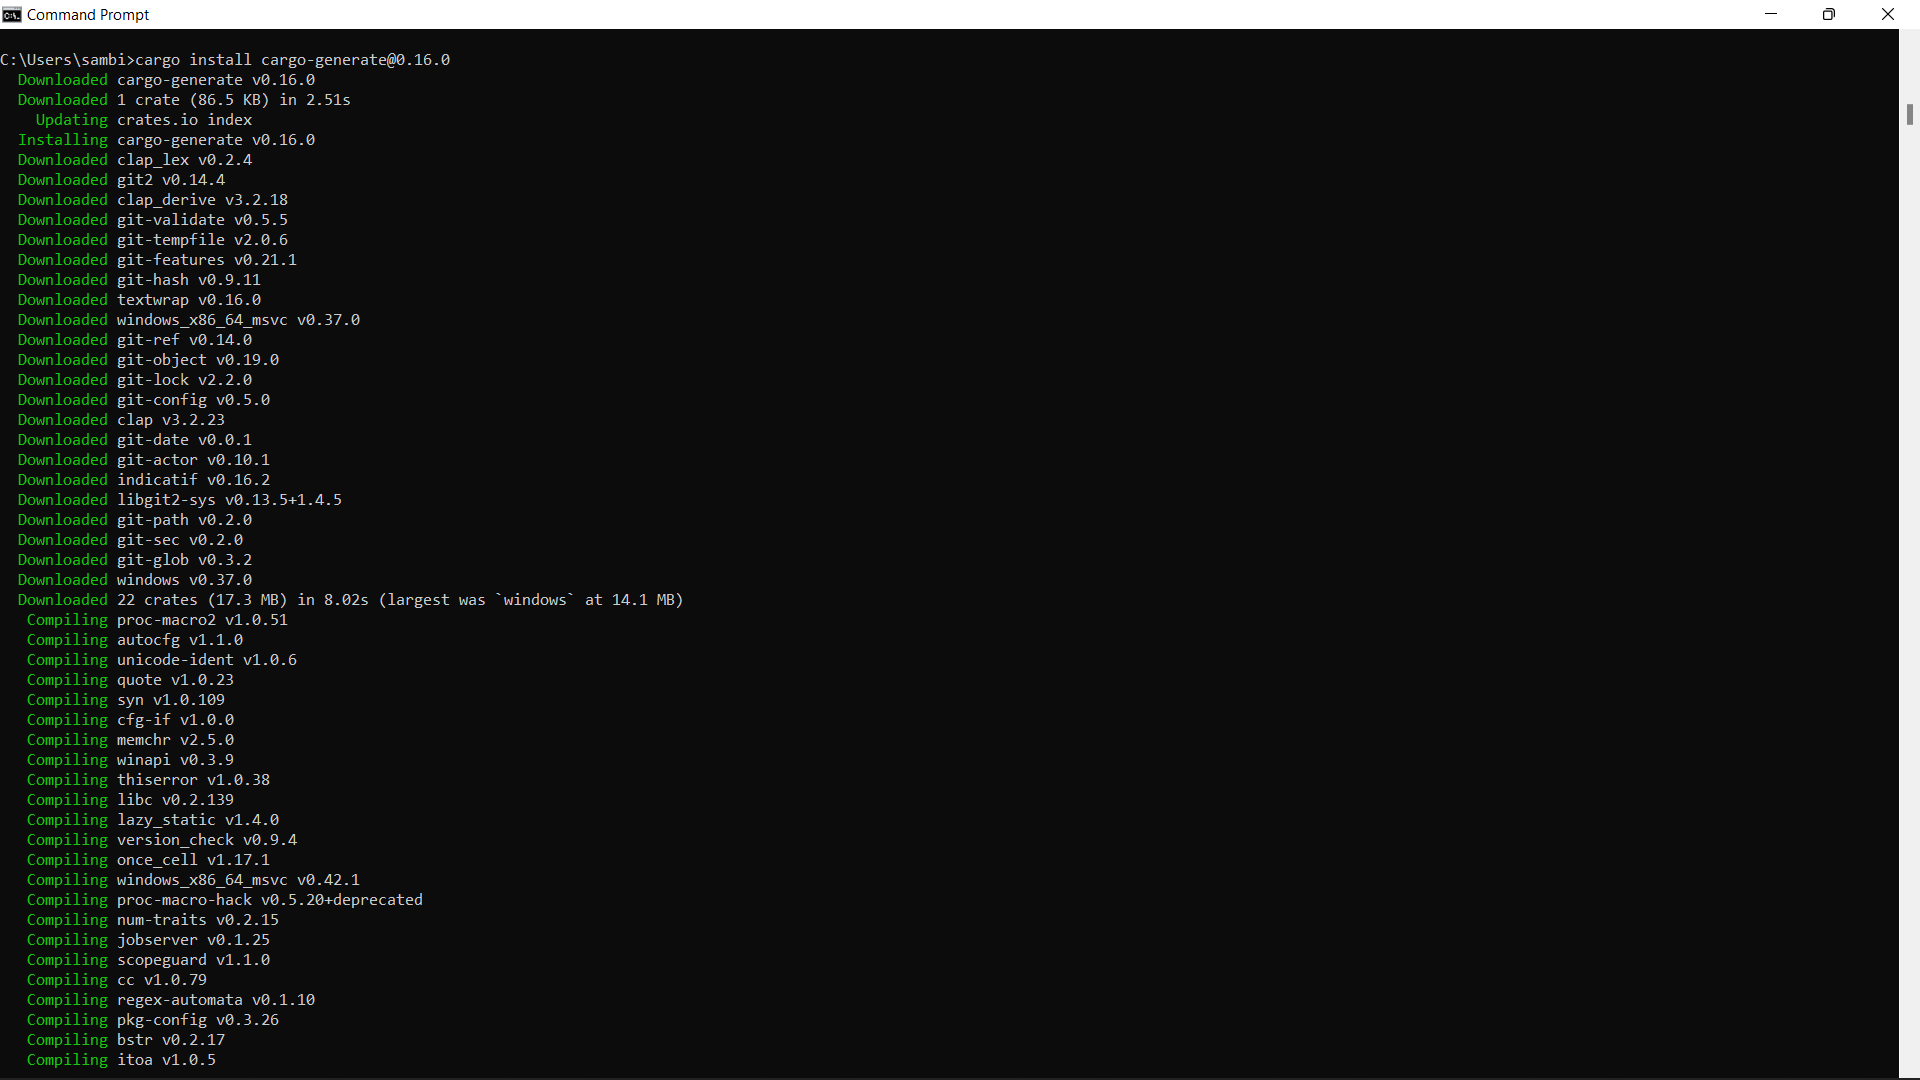 Command Prompt
C:\Users\sambi>cargo install cargo-generate@0.16.0
Downloaded cargo-generate v0.16.0
Downloaded 1 crate (86.5 KB) in 2.51s
Updating crates.io index
Installing cargo-generate v0.16.0
Downloaded clap_lex v0.2.4
Downloaded git2 v0.14.4
Downloaded clap_derive v3.2.18
Downloaded git-validate v0.5.5
Downloaded git-tempfile v2.0.6
Downloaded git-features v0.21.1
Downloaded git-hash v0.9.11
Downloaded textwrap v0.16.0
Downloaded windows_x86_64_msvc v0.37.0
Downloaded git-ref v0.14.0
Downloaded git-object v0.19.0
Downloaded git-lock v2.2.0
Downloaded git-config v0.5.0
Downloaded clap v3.2.23
Downloaded git-date v0.0.1
Downloaded git-actor v0.10.1
Downloaded indicatif v0.16.2
Downloaded libgit2-sys v0.13.5+1.4.5
Downloaded git-path v0.2.0
Downloaded git-sec v0.2.0
Downloaded git-glob v0.3.2
Downloaded windows v0.37.0
Downloaded 22 crates (17.3 MB) in 8.02s (largest was `windows` at 14.1 MB)
Compiling proc-macro2 v1.0.51
Compiling autocfg v1.1.0
Compiling unicode-ident v1.0.6
Compiling quote v1.0.23
Compiling syn v1.0.109
Compiling cfg-if v1.0.0
Compiling memchr v2.5.0
Compiling winapi v0.3.9
Compiling thiserror v1.0.38
Compiling libc v0.2.139
Compiling lazy_static v1.4.0
Compiling version_check v0.9.4
Compiling once_cell v1.17.1
Compiling windows_x86_64_msvc v0.42.1
Compiling proc-macro-hack v0.5.20+deprecated
Compiling num-traits v0.2.15
Compiling jobserver v0.1.25
Compiling scopeguard v1.1.0
Compiling cc v1.0.79
Compiling regex-automata v0.1.10
Compiling pkg-config v0.3.26
Compiling bstr v0.2.17
Compiling itoa v1.0.5